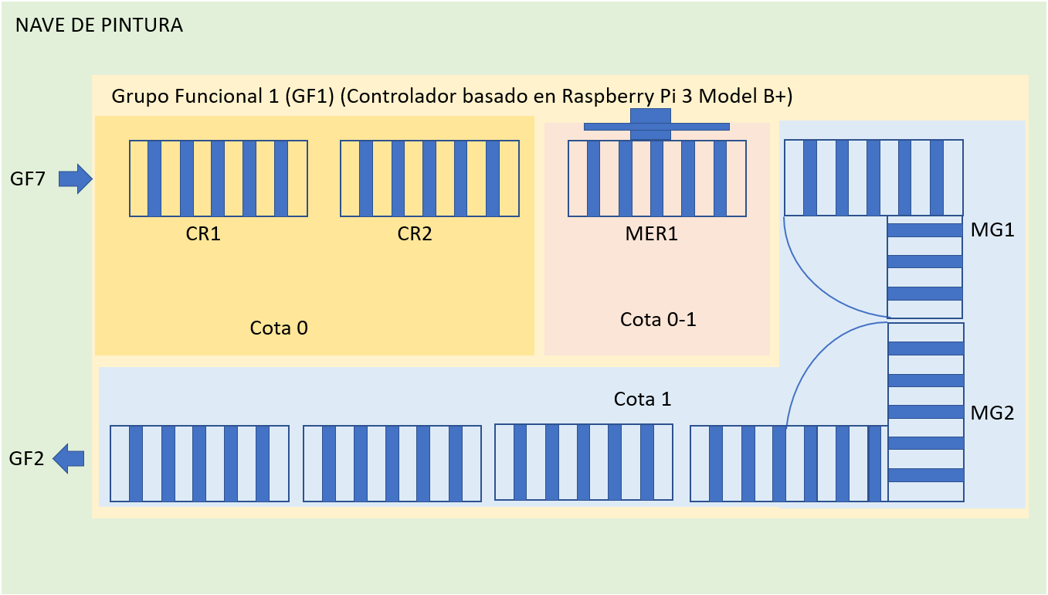 NAVE DE PINTURA
Grupo Funcional 1 (GF1) (Controlador basado en Raspberry Pi 3 Model B+)
GF7
CR1
CR2
MER1
MG1
Cota 0
Cota 0-1
Cota 1
MG2
GF2